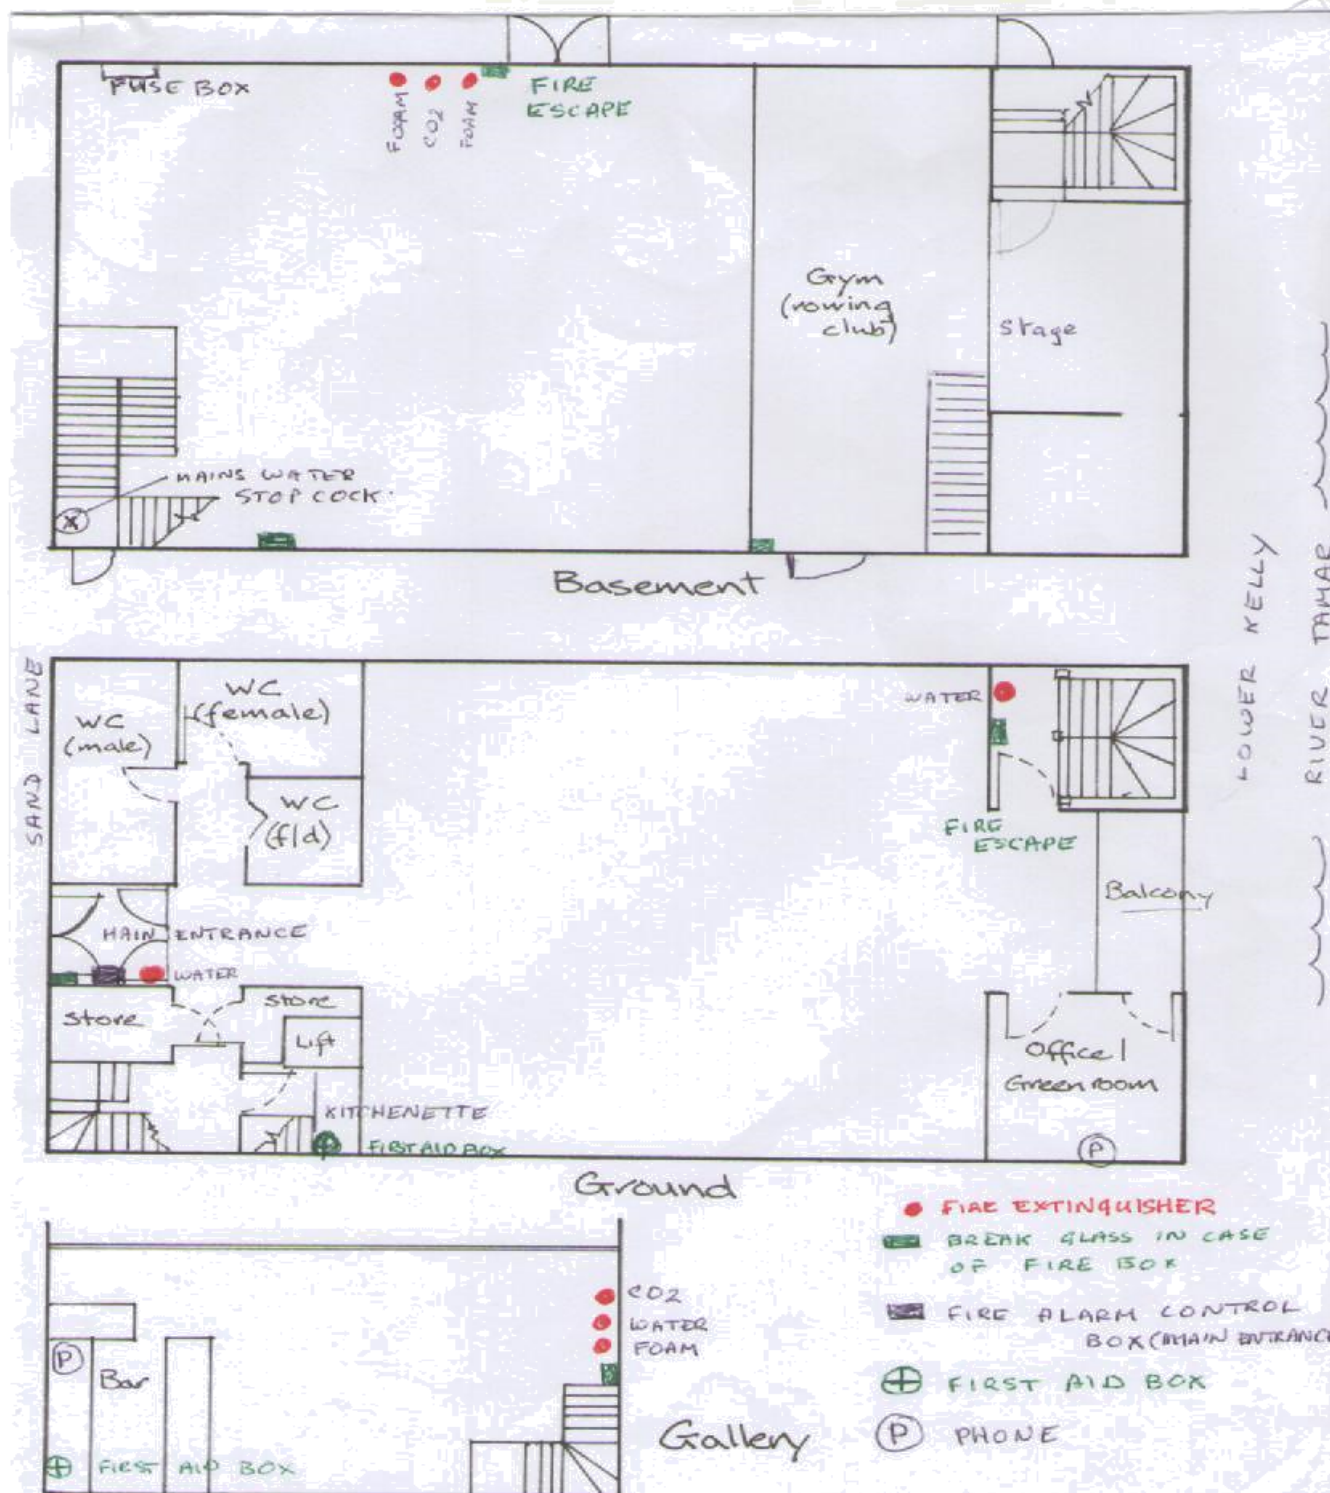 FUSE BOX
FOAM
CO2
FOAM
FIRE
ESCAPE
Gym
(rowing
club)
Stage
MAINS WATER
STOP COCK.
X
Basement
SAND LANE
LOWER KELLY
RIVER TAMAR
WC
(male)
WC
(female)
WC
(f/d)
WATER
FIRE
ESCAPE
Balcony
MAIN ENTRANCE
WATER
Store
Store
Lift
KITCHENETTE
FIRST AID BOX
Office/
Green room
P
Ground
CO2
WATER
FOAM
P
Bar
FIRST AID BOX
Gallery
FIRE EXTINQUISHER
BREAK GLASS IN CASE
OF FIRE BOX
FIRE ALARM CONTROL
BOX (MAIN ENTRANCE
FIRST AID BOX
P PHONE